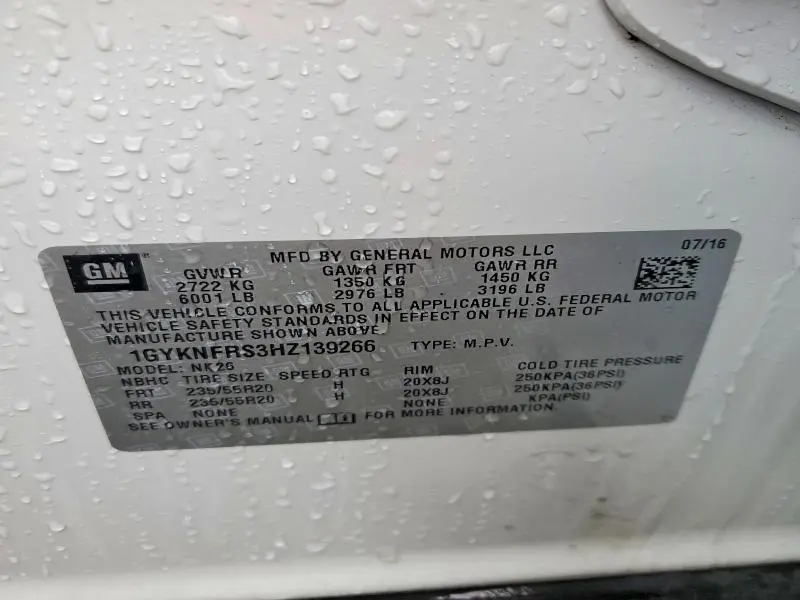 GM
MFD BY GENERAL MOTORS LLC
07/16
GVWR GAWR FRT GAWR RR
2722 KG 1350 KG 1450 KG
6001 LB 2976 LB 3196 LB
THIS VEHICLE CONFORMS TO ALL APPLICABLE U.S. FEDERAL MOTOR
VEHICLE SAFETY STANDARDS IN EFFECT ON THE DATE OF
MANUFACTURE SHOWN ABOVE.
1GYKNFRS3HZ139266 TYPE: M.P.V.
MODEL: NK26
NBHC TIRE SIZE SPEED RTG RIM COLD TIRE PRESSURE
FRT 235/55R20 H 20X8J 250KPA(36PSI)
RR 235/55R20 H 20X8J 250KPA(36PSI)
SPA NONE NONE KPA(PSI)
SEE OWNER'S MANUAL FOR MORE INFORMATION.